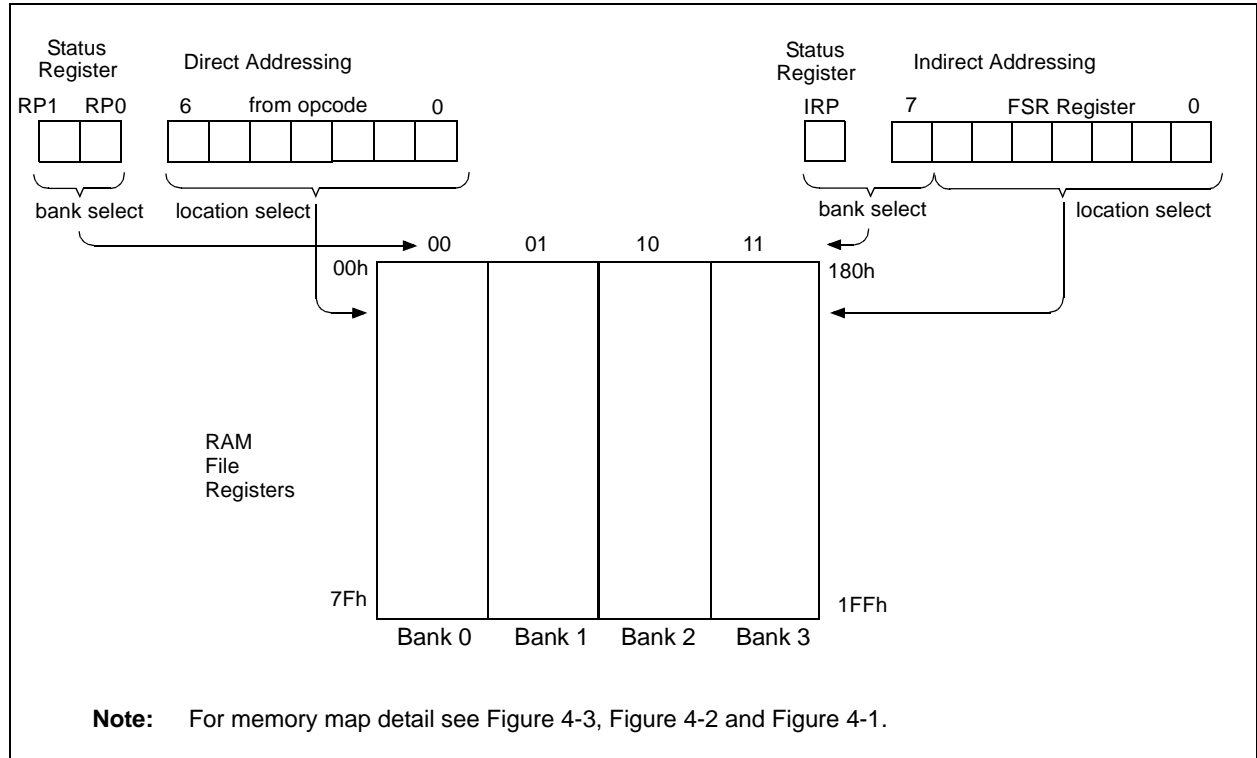 Status Register
Direct Addressing
RP1 RP0
6 from opcode 0
bank select
location select
Status Register
Indirect Addressing
IRP
7 FSR Register 0
bank select
location select
00 01 10 11
00h
180h
RAM
File
Registers
7Fh
1FFh
Bank 0 Bank 1 Bank 2 Bank 3
Note: For memory map detail see Figure 4-3, Figure 4-2 and Figure 4-1.